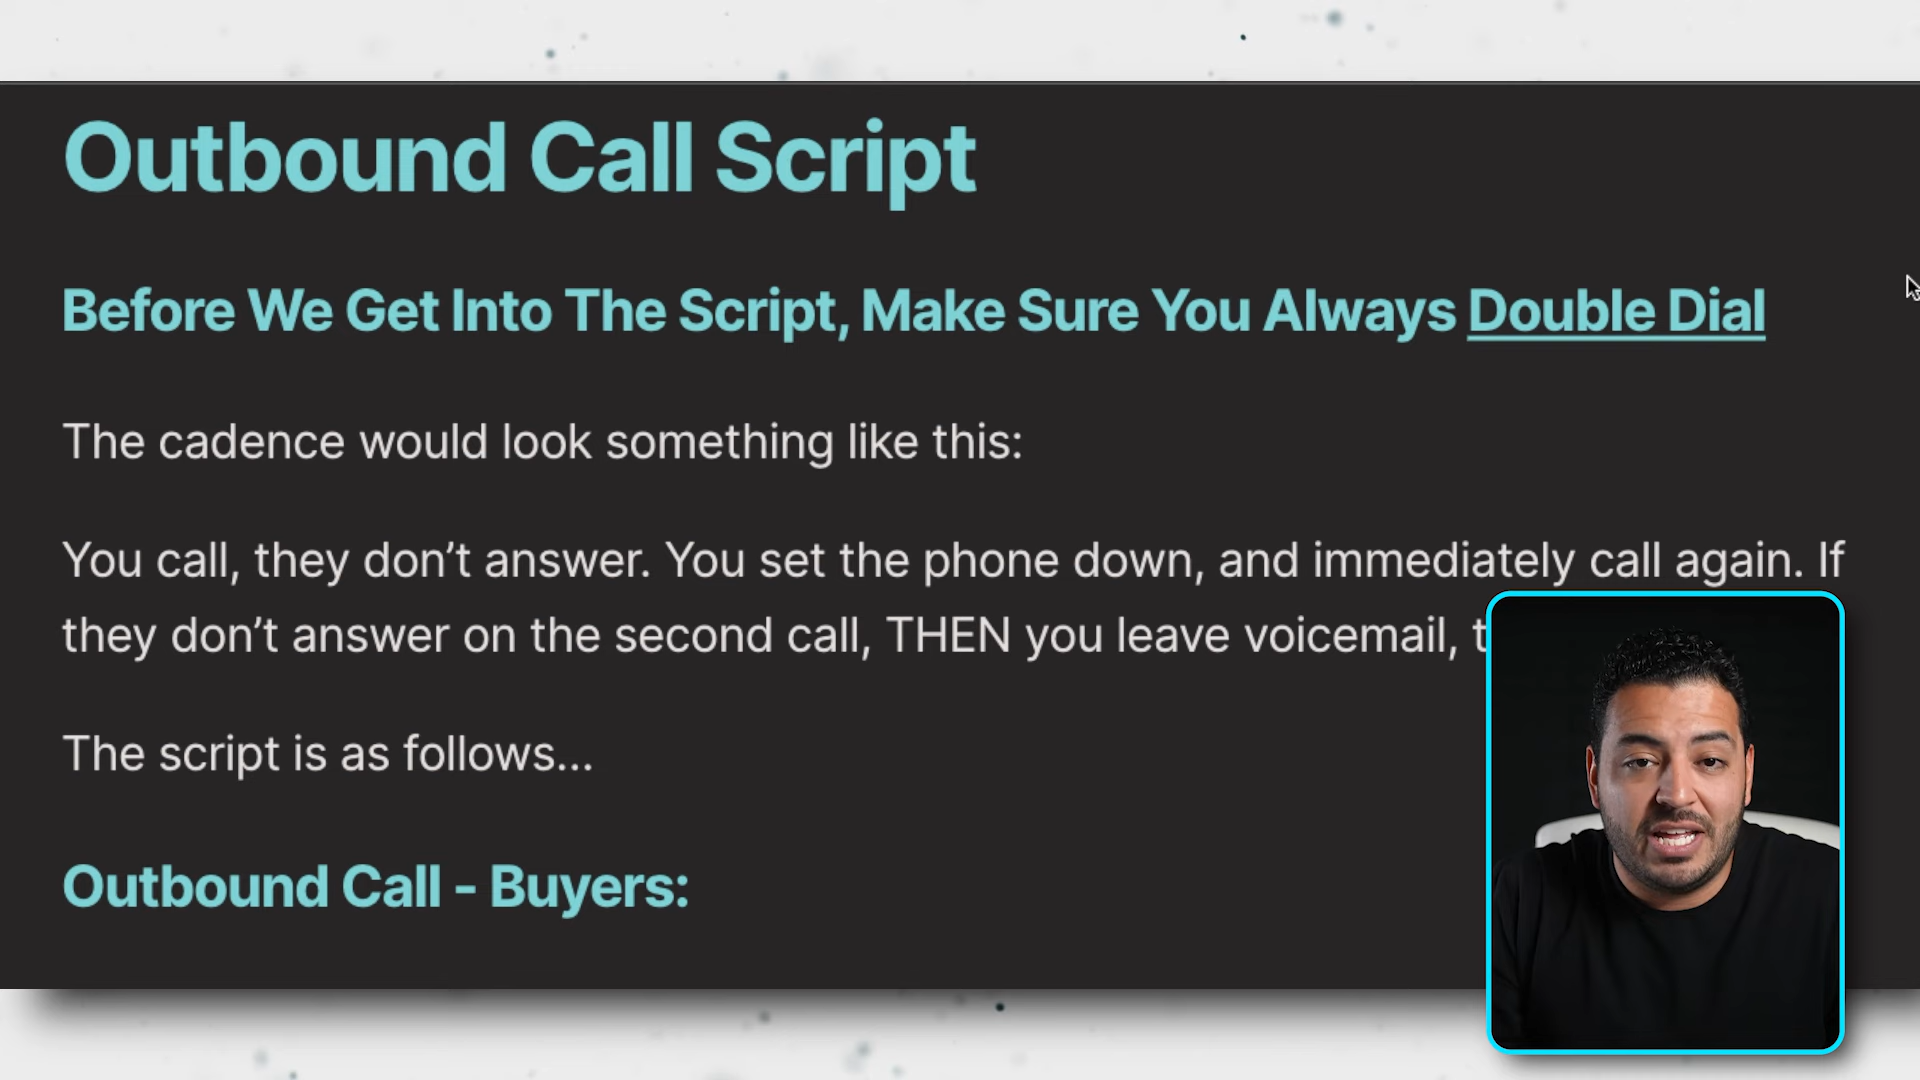 Outbound Call Script
Before We Get Into The Script, Make Sure You Always Double Dial
The cadence would look something like this:
You call, they don’t answer. You set the phone down, and immediately call again. If
they don’t answer on the second call, THEN you leave voicemail,
The script is as follows...
Outbound Call - Buyers: